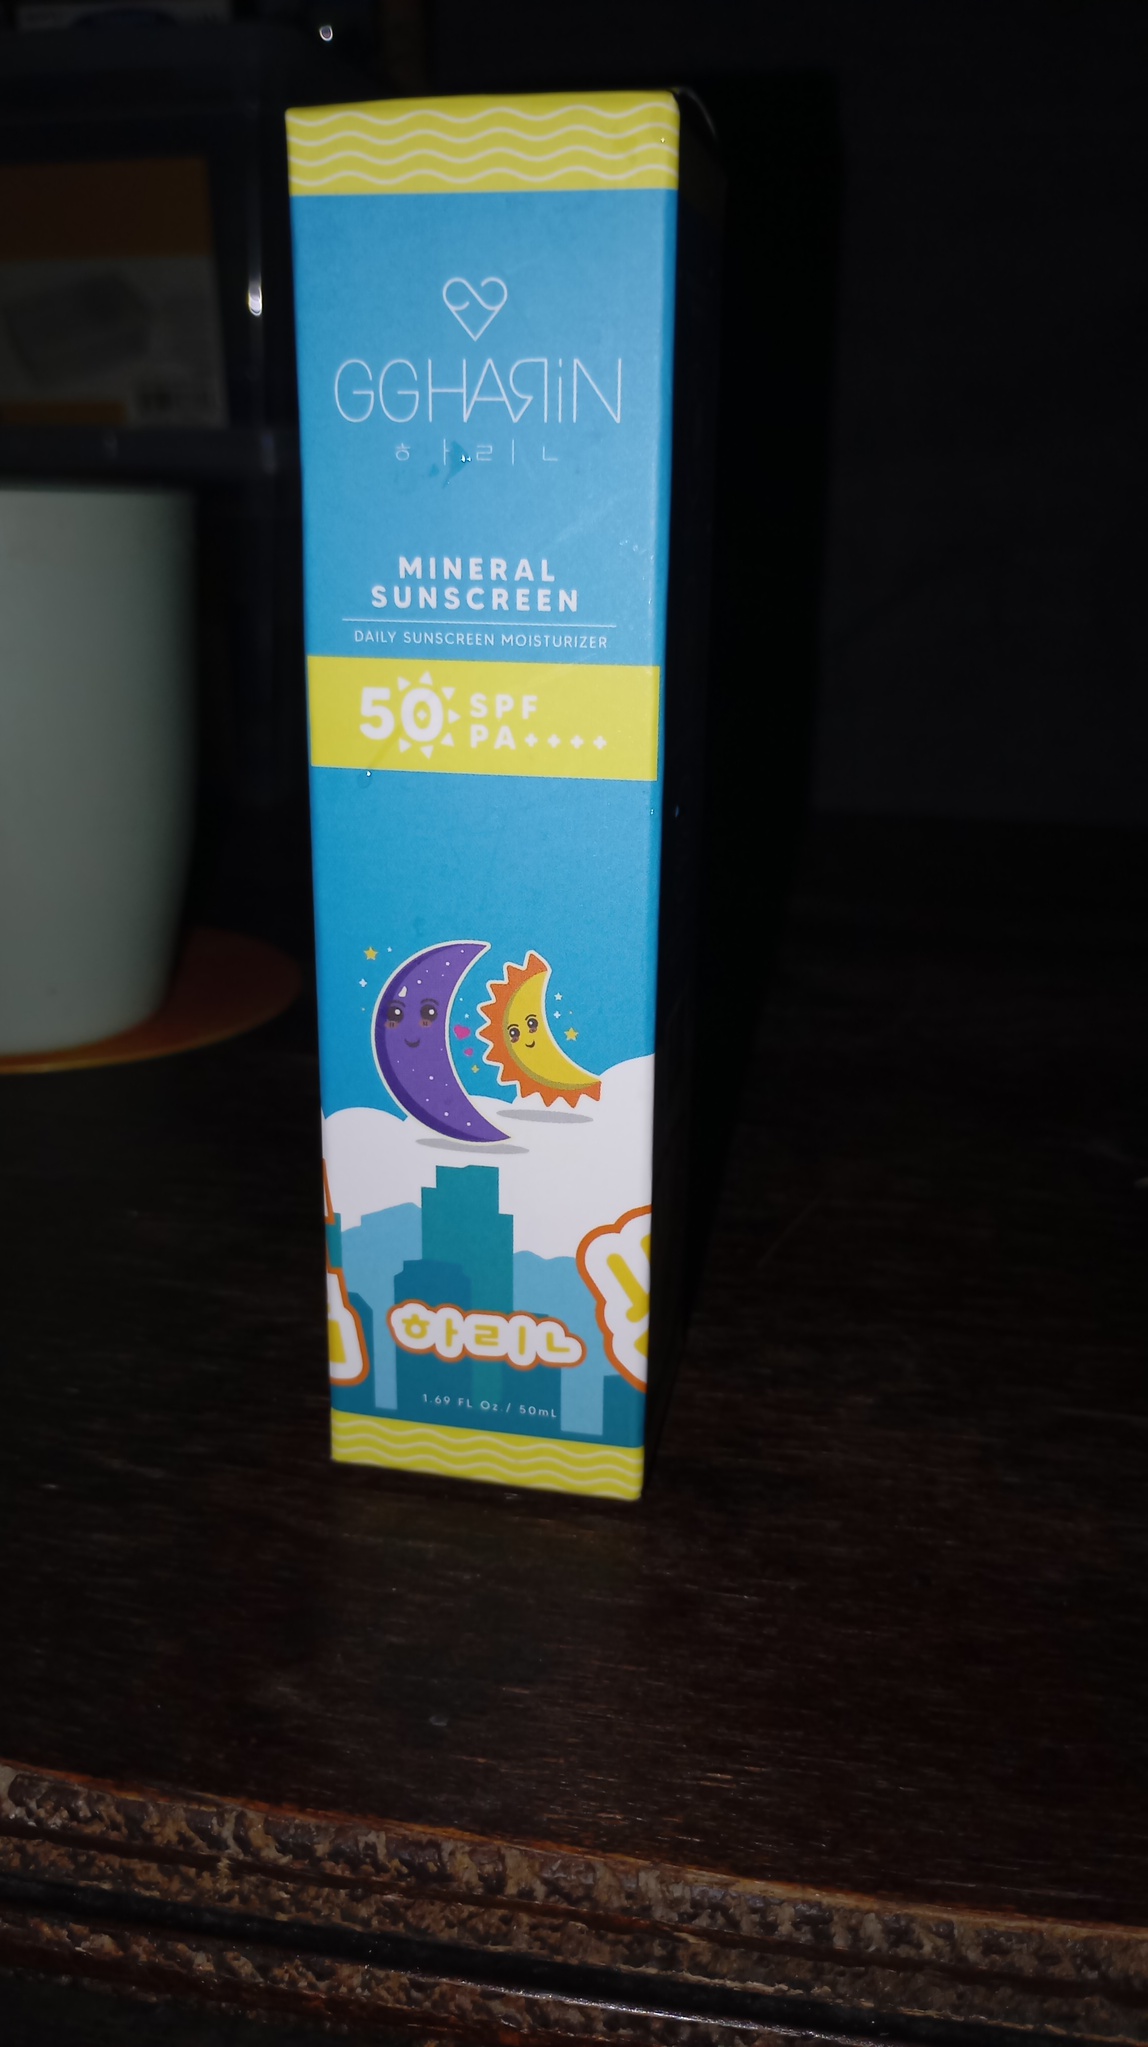 GGHARIN
하리ㄴ
MINERAL
SUNSCREEN
DAILY SUNSCREEN MOISTURIZER
50 SPF
PA++++
하리ㄴ
1.69 FL Oz./ 50mL